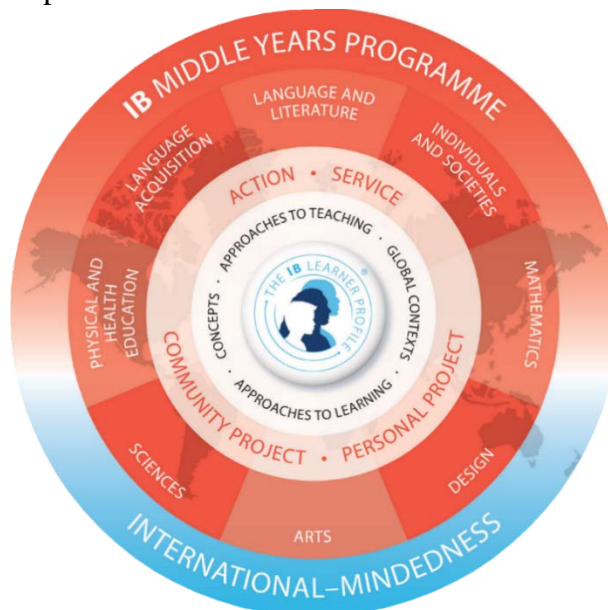 IB MIDDLE YEARS PROGRAMME
LANGUAGE AND
LITERATURE
INDIVIDUALS
AND SOCIETIES
MATHEMATICS
DESIGN
ARTS
SCIENCES
PHYSICAL AND
HEALTH
EDUCATION
LANGUAGE
ACQUISITION
ACTION • SERVICE
PERSONAL PROJECT
•
COMMUNITY PROJECT
APPROACHES TO TEACHING •
GLOBAL CONTEXTS •
APPROACHES TO LEARNING •
CONCEPTS •
THE IB LEARNER PROFILE ®
INTERNATIONAL–MINDEDNESS